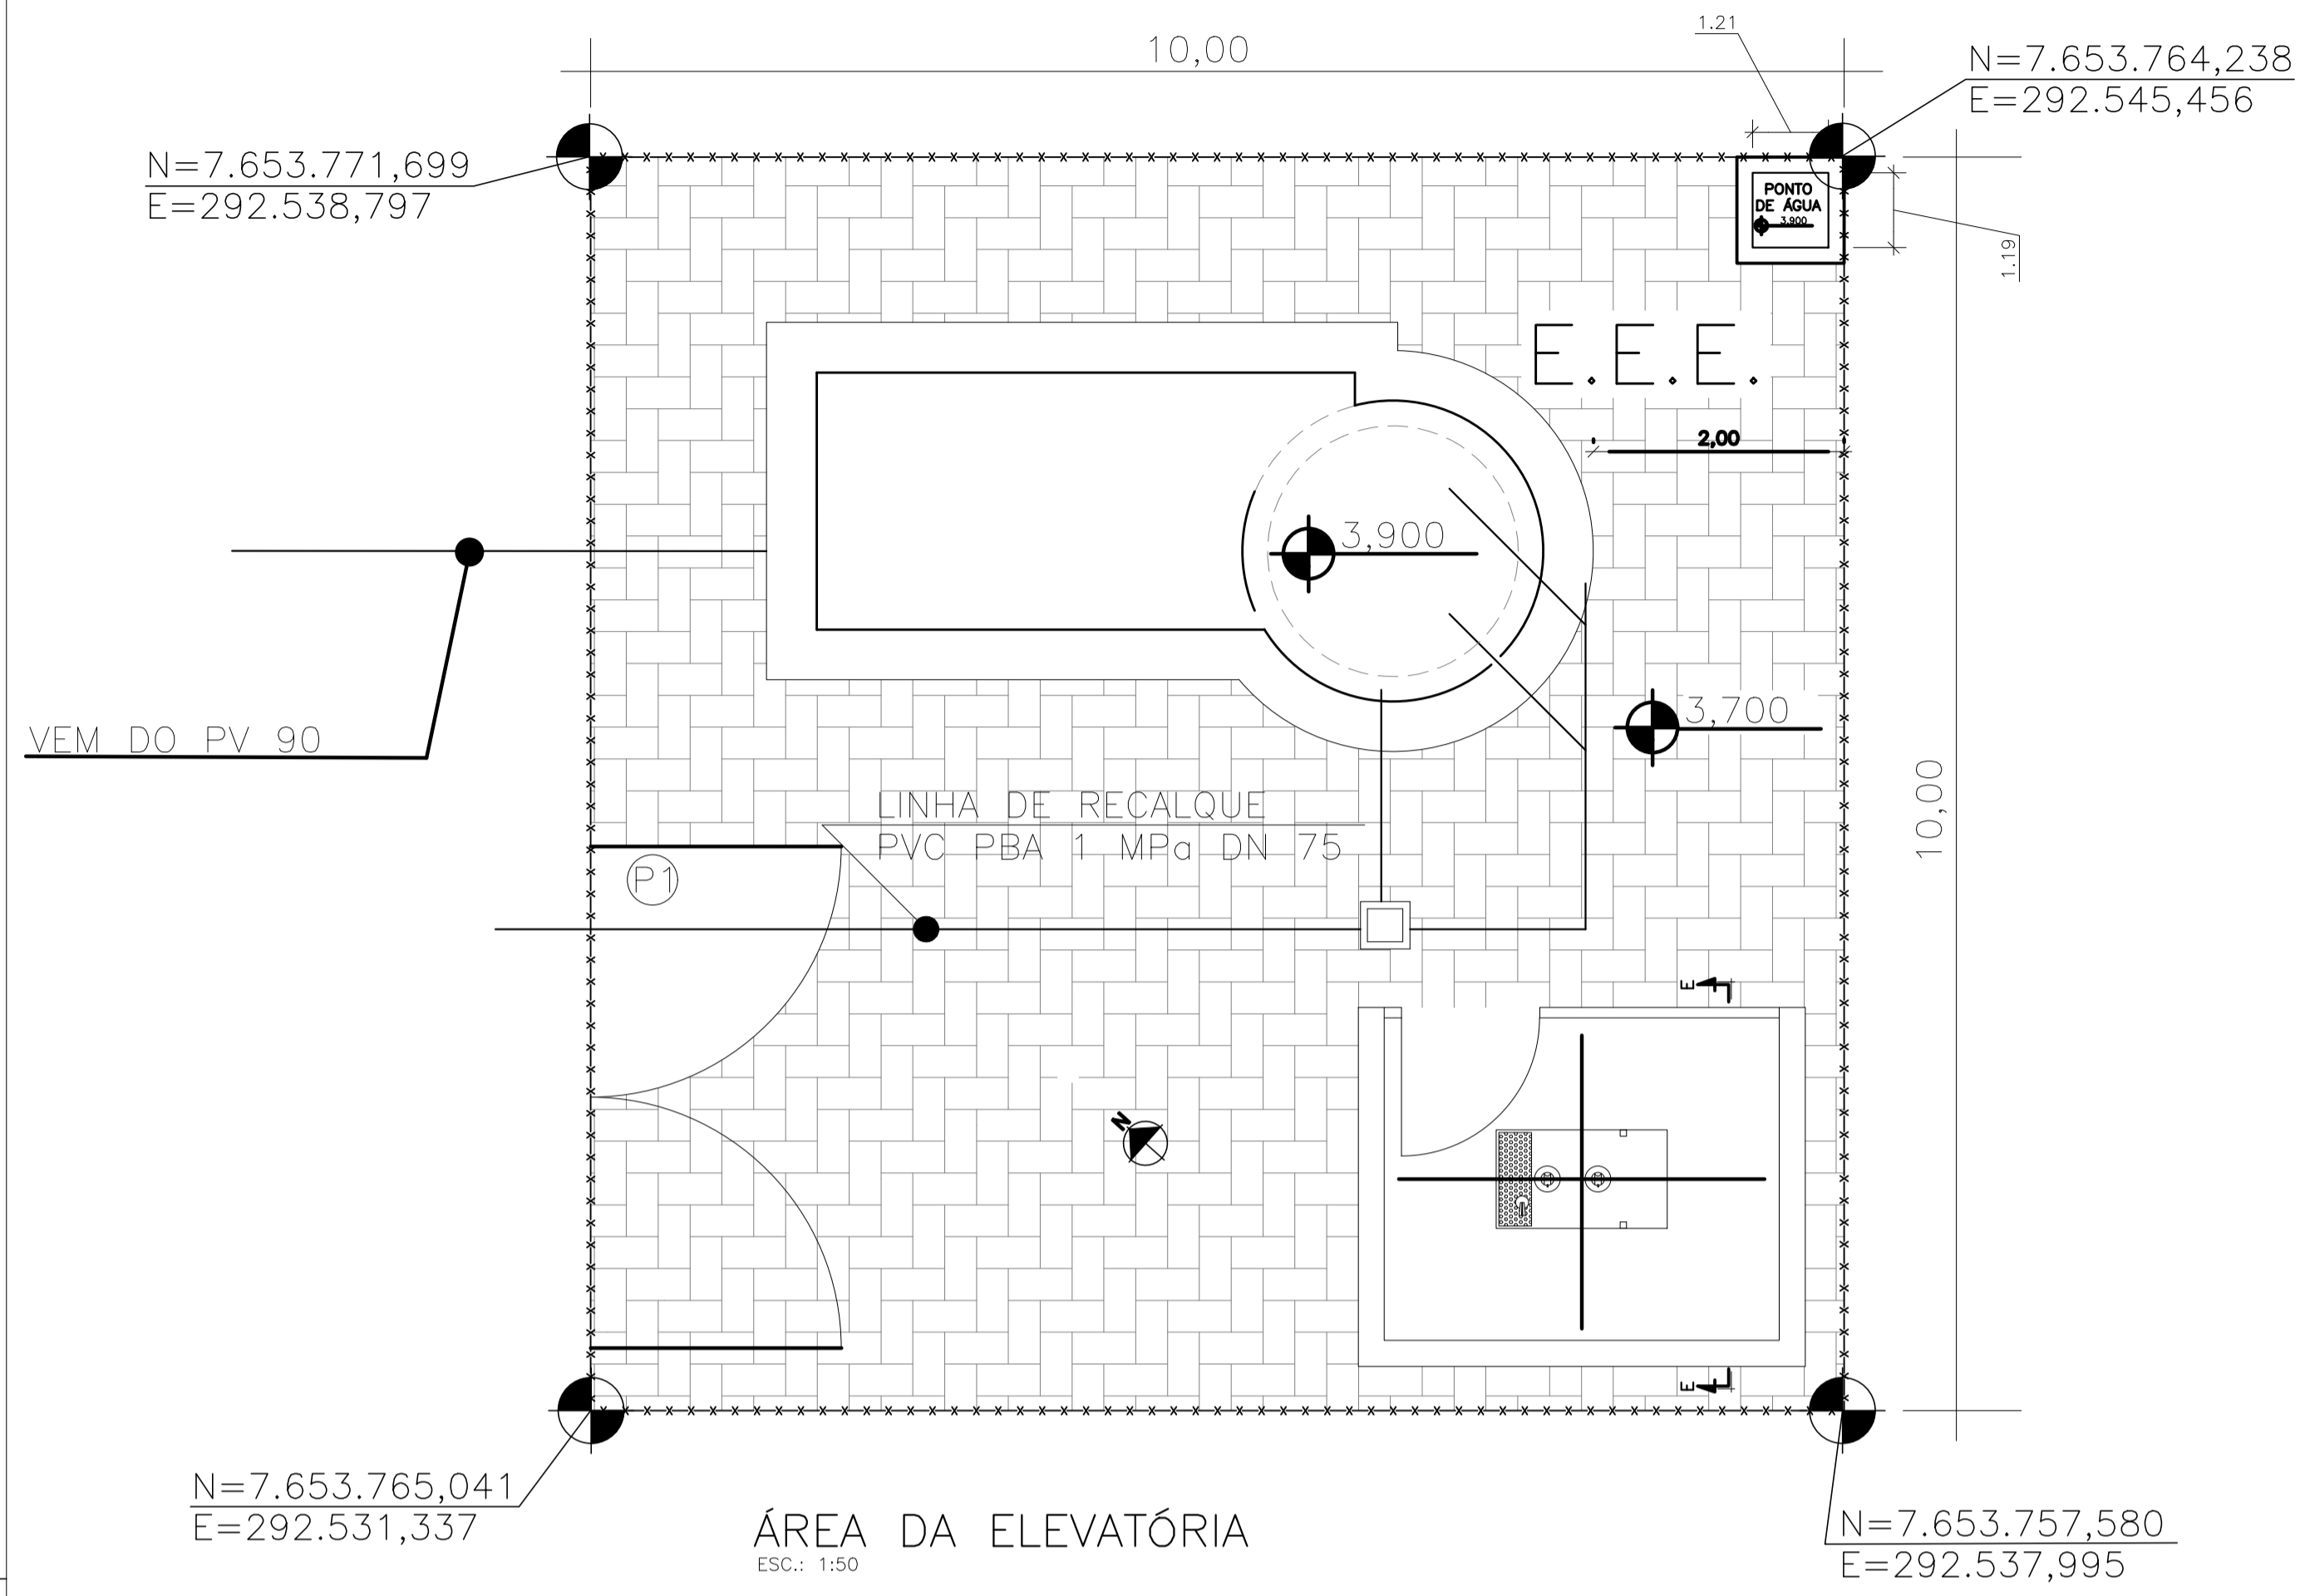 1.21
10,00
N=7.653.764,238
E=292.545,456
N=7.653.771,699
E=292.538,797
PONTO
DE ÁGUA
3,900
1.19
E.E.E.
2,00
3,900
3,700
VEM DO PV 90
LINHA DE RECALQUE
PVC PBA 1 MPa DN 75
10,00
P1
E
N
E
N=7.653.765,041
E=292.531,337
ÁREA DA ELEVATÓRIA
ESC.: 1:50
N=7.653.757,580
E=292.537,995